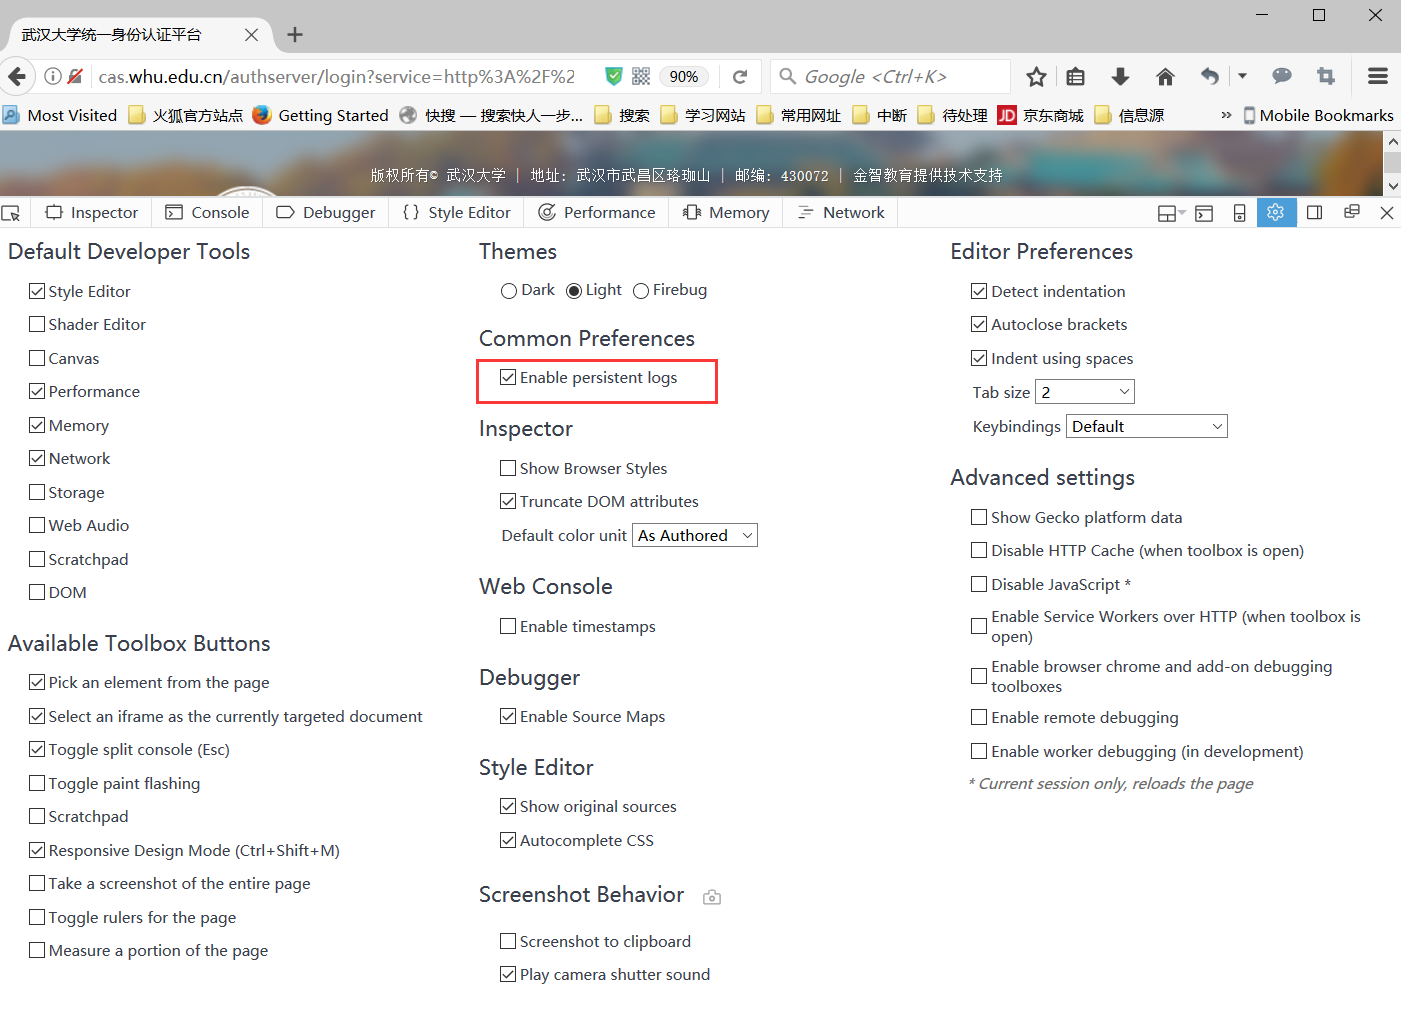 武汉大学统一身份认证平台
cas.whu.edu.cn/authserver/login?service=http%3A%2F%2
90%
Google <Ctrl+K>
Most Visited
火狐官方站点
Getting Started
快搜 — 搜索快人一步...
搜索
学习网站
常用网址
中断
待处理
JD 京东商城
信息源
Mobile Bookmarks
版权所有© 武汉大学 | 地址: 武汉市武昌区珞珈山 | 邮编: 430072 | 金智教育提供技术支持
Inspector
Console
Debugger
Style Editor
Performance
Memory
Network
Default Developer Tools
Style Editor
Shader Editor
Canvas
Performance
Memory
Network
Storage
Web Audio
Scratchpad
DOM
Available Toolbox Buttons
Pick an element from the page
Select an iframe as the currently targeted document
Toggle split console (Esc)
Toggle paint flashing
Scratchpad
Responsive Design Mode (Ctrl+Shift+M)
Take a screenshot of the entire page
Toggle rulers for the page
Measure a portion of the page
Themes
Dark Light Firebug
Common Preferences
Enable persistent logs
Inspector
Show Browser Styles
Truncate DOM attributes
Default color unit As Authored
Web Console
Enable timestamps
Debugger
Enable Source Maps
Style Editor
Show original sources
Autocomplete CSS
Screenshot Behavior
Screenshot to clipboard
Play camera shutter sound
Editor Preferences
Detect indentation
Autoclose brackets
Indent using spaces
Tab size 2
Keybindings Default
Advanced settings
Show Gecko platform data
Disable HTTP Cache (when toolbox is open)
Disable JavaScript *
Enable Service Workers over HTTP (when toolbox is
open)
Enable browser chrome and add-on debugging
toolboxes
Enable remote debugging
Enable worker debugging (in development)
* Current session only, reloads the page